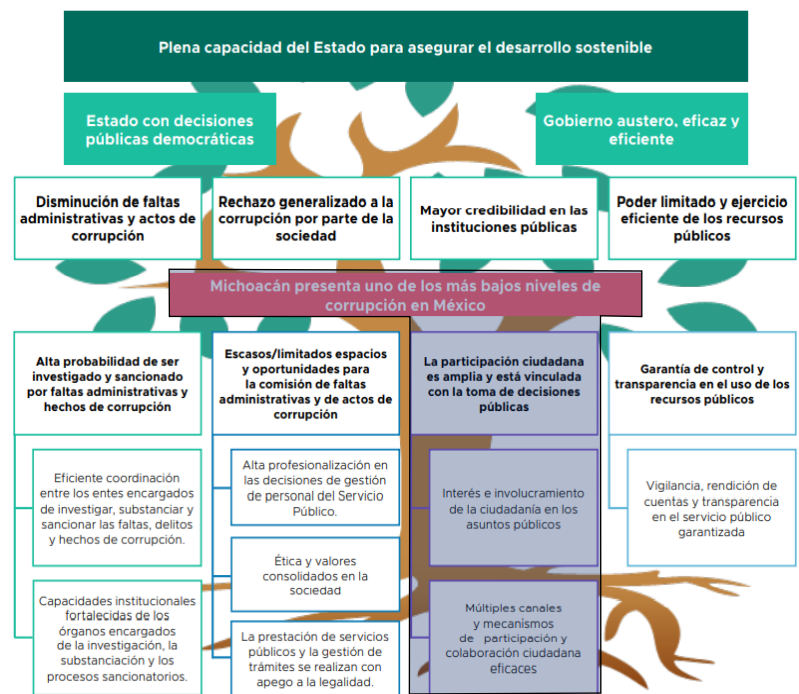 Plena capacidad del Estado para asegurar el desarrollo sostenible
Estado con decisiones
públicas democráticas
Gobierno austero, eficaz y
eficiente
Disminución de faltas
administrativas y actos de
corrupción
Rechazo generalizado a la
corrupción por parte de la
sociedad
Mayor credibilidad en las
instituciones públicas
Poder limitado y ejercicio
eficiente de los recursos
públicos
Michoacán presenta uno de los más bajos niveles de
corrupción en México
Alta probabilidad de ser
investigado y sancionado
por faltas administrativas y
hechos de corrupción
Eficiente coordinación
entre los entes encargados
de investigar, substanciar y
sancionar las faltas, delitos
y hechos de corrupción.
Capacidades institucionales
fortalecidas de los
órganos encargados
de la investigación, la
substanciación y los
procesos sancionatorios.
Escasos/limitados espacios
y oportunidades para
la comisión de faltas
administrativas y de actos de
corrupción
Alta profesionalización en
las decisiones de gestión
de personal del Servicio
Público.
Ética y valores
consolidados en la
sociedad
La prestación de servicios
públicos y la gestión de
trámites se realizan con
apego a la legalidad.
La participación ciudadana
es amplia y está vinculada
con la toma de decisiones
públicas
Interés e involucramiento
de la ciudadanía en los
asuntos públicos
Múltiples canales
y mecanismos
de participación y
colaboración ciudadana
eficaces
Garantía de control y
transparencia en el uso de los
recursos públicos
Vigilancia, rendición de
cuentas y transparencia
en el servicio público
garantizada